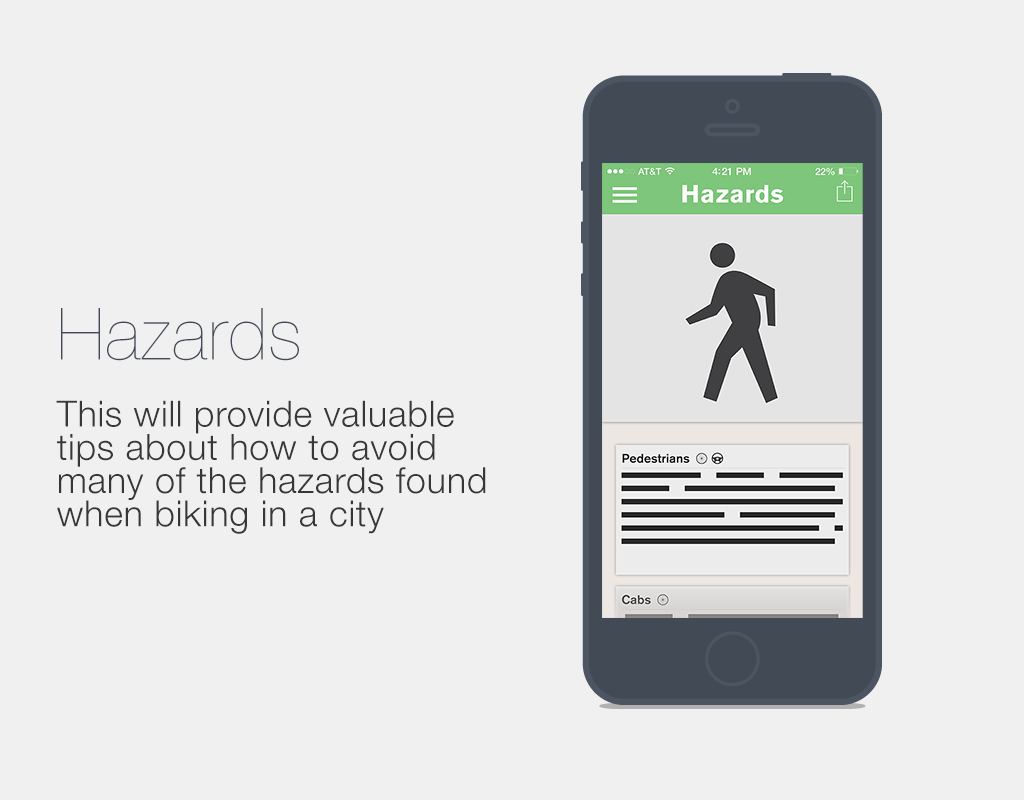 Hazards
This will provide valuable
tips about how to avoid
many of the hazards found
when biking in a city
AT&T 4:21 PM 22%
Hazards
Pedestrians
Cabs